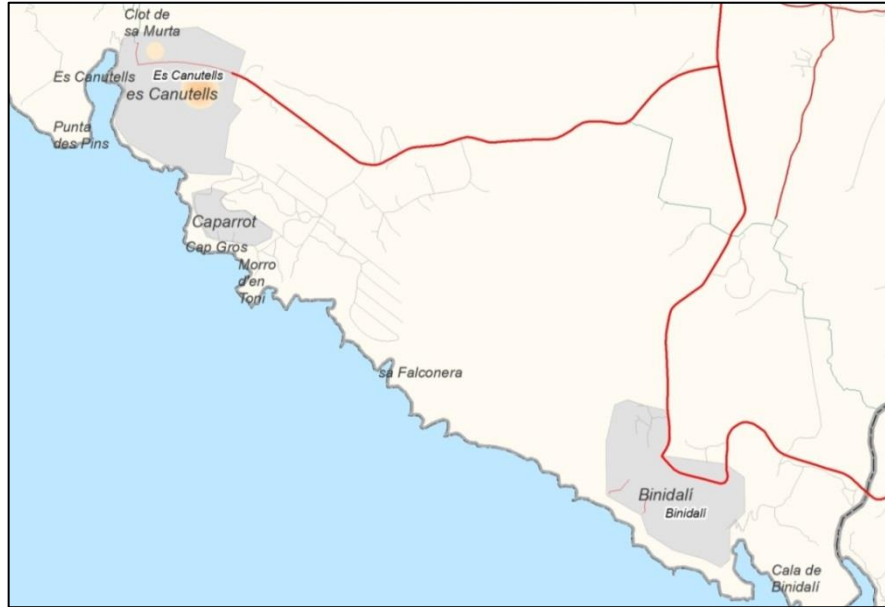 Clot de
sa Murta
Es Canutells
Es Canutells
es Canutells
Punta
des Pins
Caparrot
Cap Gros
Morro
d'en
Toni
sa Falconera
Binidalí
Binidalí
Cala de
Binidalí